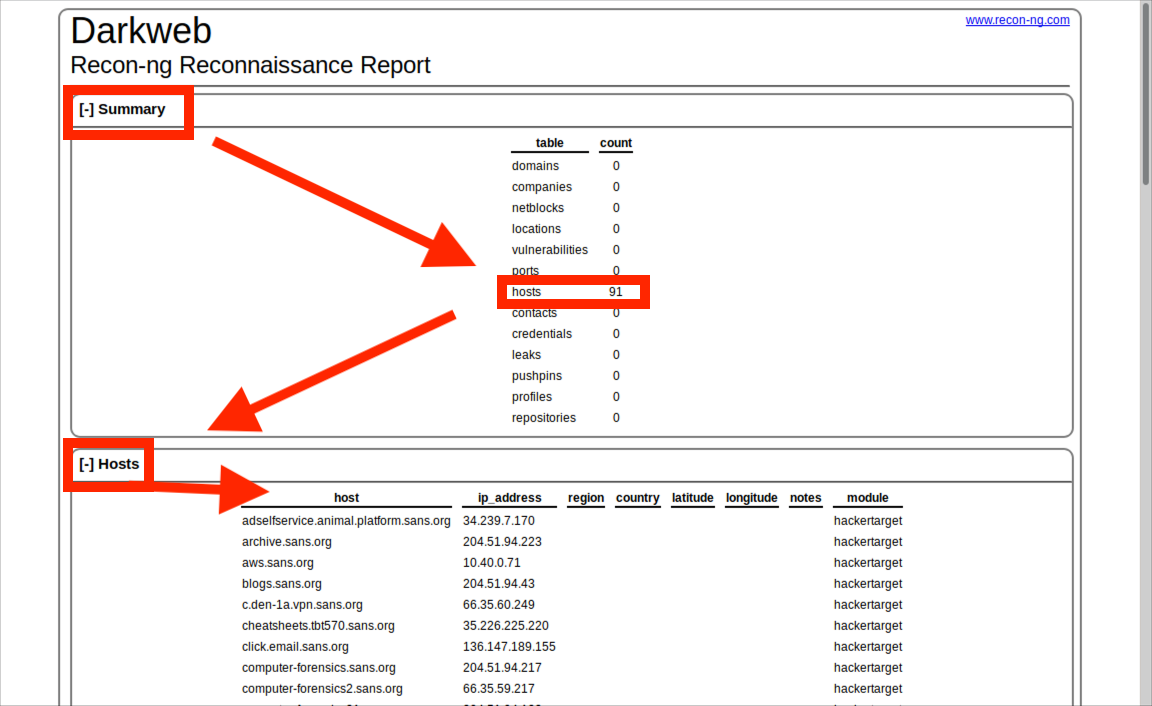 Darkweb
www.recon-ng.com
Recon-ng Reconnaissance Report
[-] Summary
table count
domains 0
companies 0
netblocks 0
locations 0
vulnerabilities 0
ports 0
hosts 91
contacts 0
credentials 0
leaks 0
pushpins 0
profiles 0
repositories 0
[-] Hosts
host ip_address region country latitude longitude notes module
adselfservice.animal.platform.sans.org 34.239.7.170 hackertarget
archive.sans.org 204.51.94.223 hackertarget
aws.sans.org 10.40.0.71 hackertarget
blogs.sans.org 204.51.94.43 hackertarget
c.den-1a.vpn.sans.org 66.35.60.249 hackertarget
cheatsheets.tbt570.sans.org 35.226.225.220 hackertarget
click.email.sans.org 136.147.189.155 hackertarget
computer-forensics.sans.org 204.51.94.217 hackertarget
computer-forensics2.sans.org 66.35.59.217 hackertarget